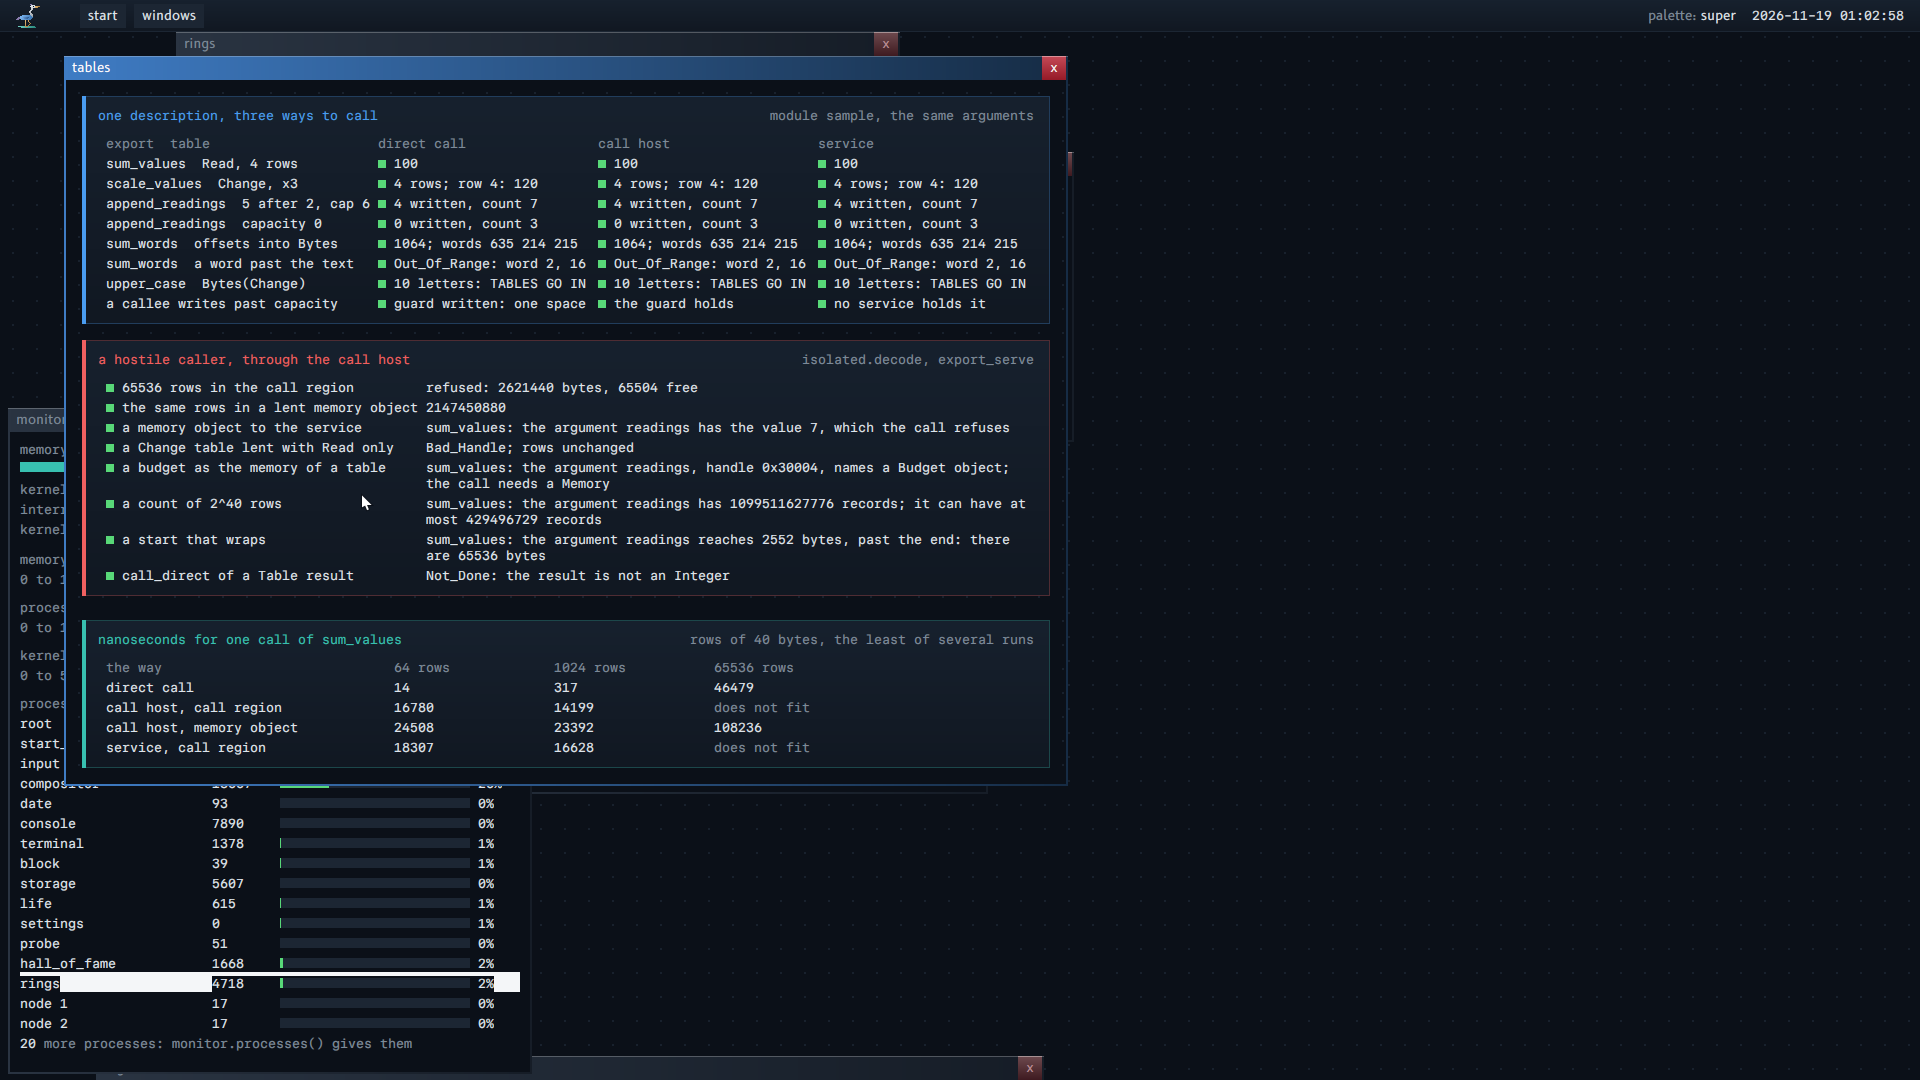 start windows palette: super 2026-11-19 01:02:58
rings x
tables x
one description, three ways to call module sample, the same arguments
export table direct call call host service
sum_values Read, 4 rows 100 100 100
scale_values Change, x3 4 rows; row 4: 120 4 rows; row 4: 120 4 rows; row 4: 120
append_readings 5 after 2, cap 6 4 written, count 7 4 written, count 7 4 written, count 7
append_readings capacity 0 0 written, count 3 0 written, count 3 0 written, count 3
sum_words offsets into Bytes 1064; words 635 214 215 1064; words 635 214 215 1064; words 635 214 215
sum_words a word past the text Out_Of_Range: word 2, 16 Out_Of_Range: word 2, 16 Out_Of_Range: word 2, 16
upper_case Bytes(Change) 10 letters: TABLES GO IN 10 letters: TABLES GO IN 10 letters: TABLES GO IN
a callee writes past capacity guard written: one space the guard holds no service holds it
a hostile caller, through the call host isolated.decode, export_serve
65536 rows in the call region refused: 2621440 bytes, 65504 free
the same rows in a lent memory object 2147450880
a memory object to the service sum_values: the argument readings has the value 7, which the call refuses
a Change table lent with Read only Bad_Handle; rows unchanged
a budget as the memory of a table sum_values: the argument readings, handle 0x30004, names a Budget object;
the call needs a Memory
a count of 2^40 rows sum_values: the argument readings has 1099511627776 records; it can have at
most 429496729 records
a start that wraps sum_values: the argument readings reaches 2552 bytes, past the end: there
are 65536 bytes
call_direct of a Table result Not_Done: the result is not an Integer
nanoseconds for one call of sum_values rows of 40 bytes, the least of several runs
the way 64 rows 1024 rows 65536 rows
direct call 14 317 46479
call host, call region 16780 14199 does not fit
call host, memory object 24508 23392 108236
service, call region 18307 16628 does not fit
monitor
memory
kernel
kernel
memory
0 to
0 to
kernel
0 to
root
start_
input
compositor
date 93 0%
console 7890 0%
terminal 1378 1%
block 39 1%
storage 5607 0%
life 615 1%
settings 0 1%
probe 51 0%
hall_of_fame 1668 2%
rings 4718 2%
node 1 17 0%
node 2 17 0%
20 more processes: monitor.processes() gives them
x